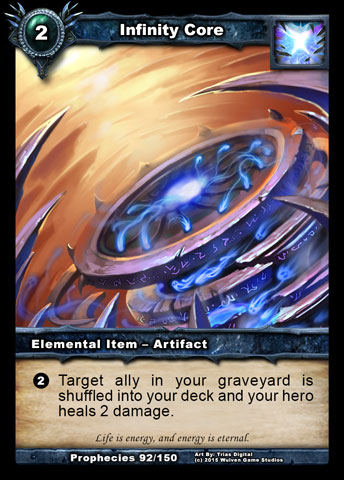 2
Infinity Core
Elemental Item – Artifact
2 Target ally in your graveyard is
shuffled into your deck and your hero
heals 2 damage.
Life is energy, and energy is eternal.
Prophecies 92/150
Art By: Trias Digital
(c) 2015 Wulven Game Studios